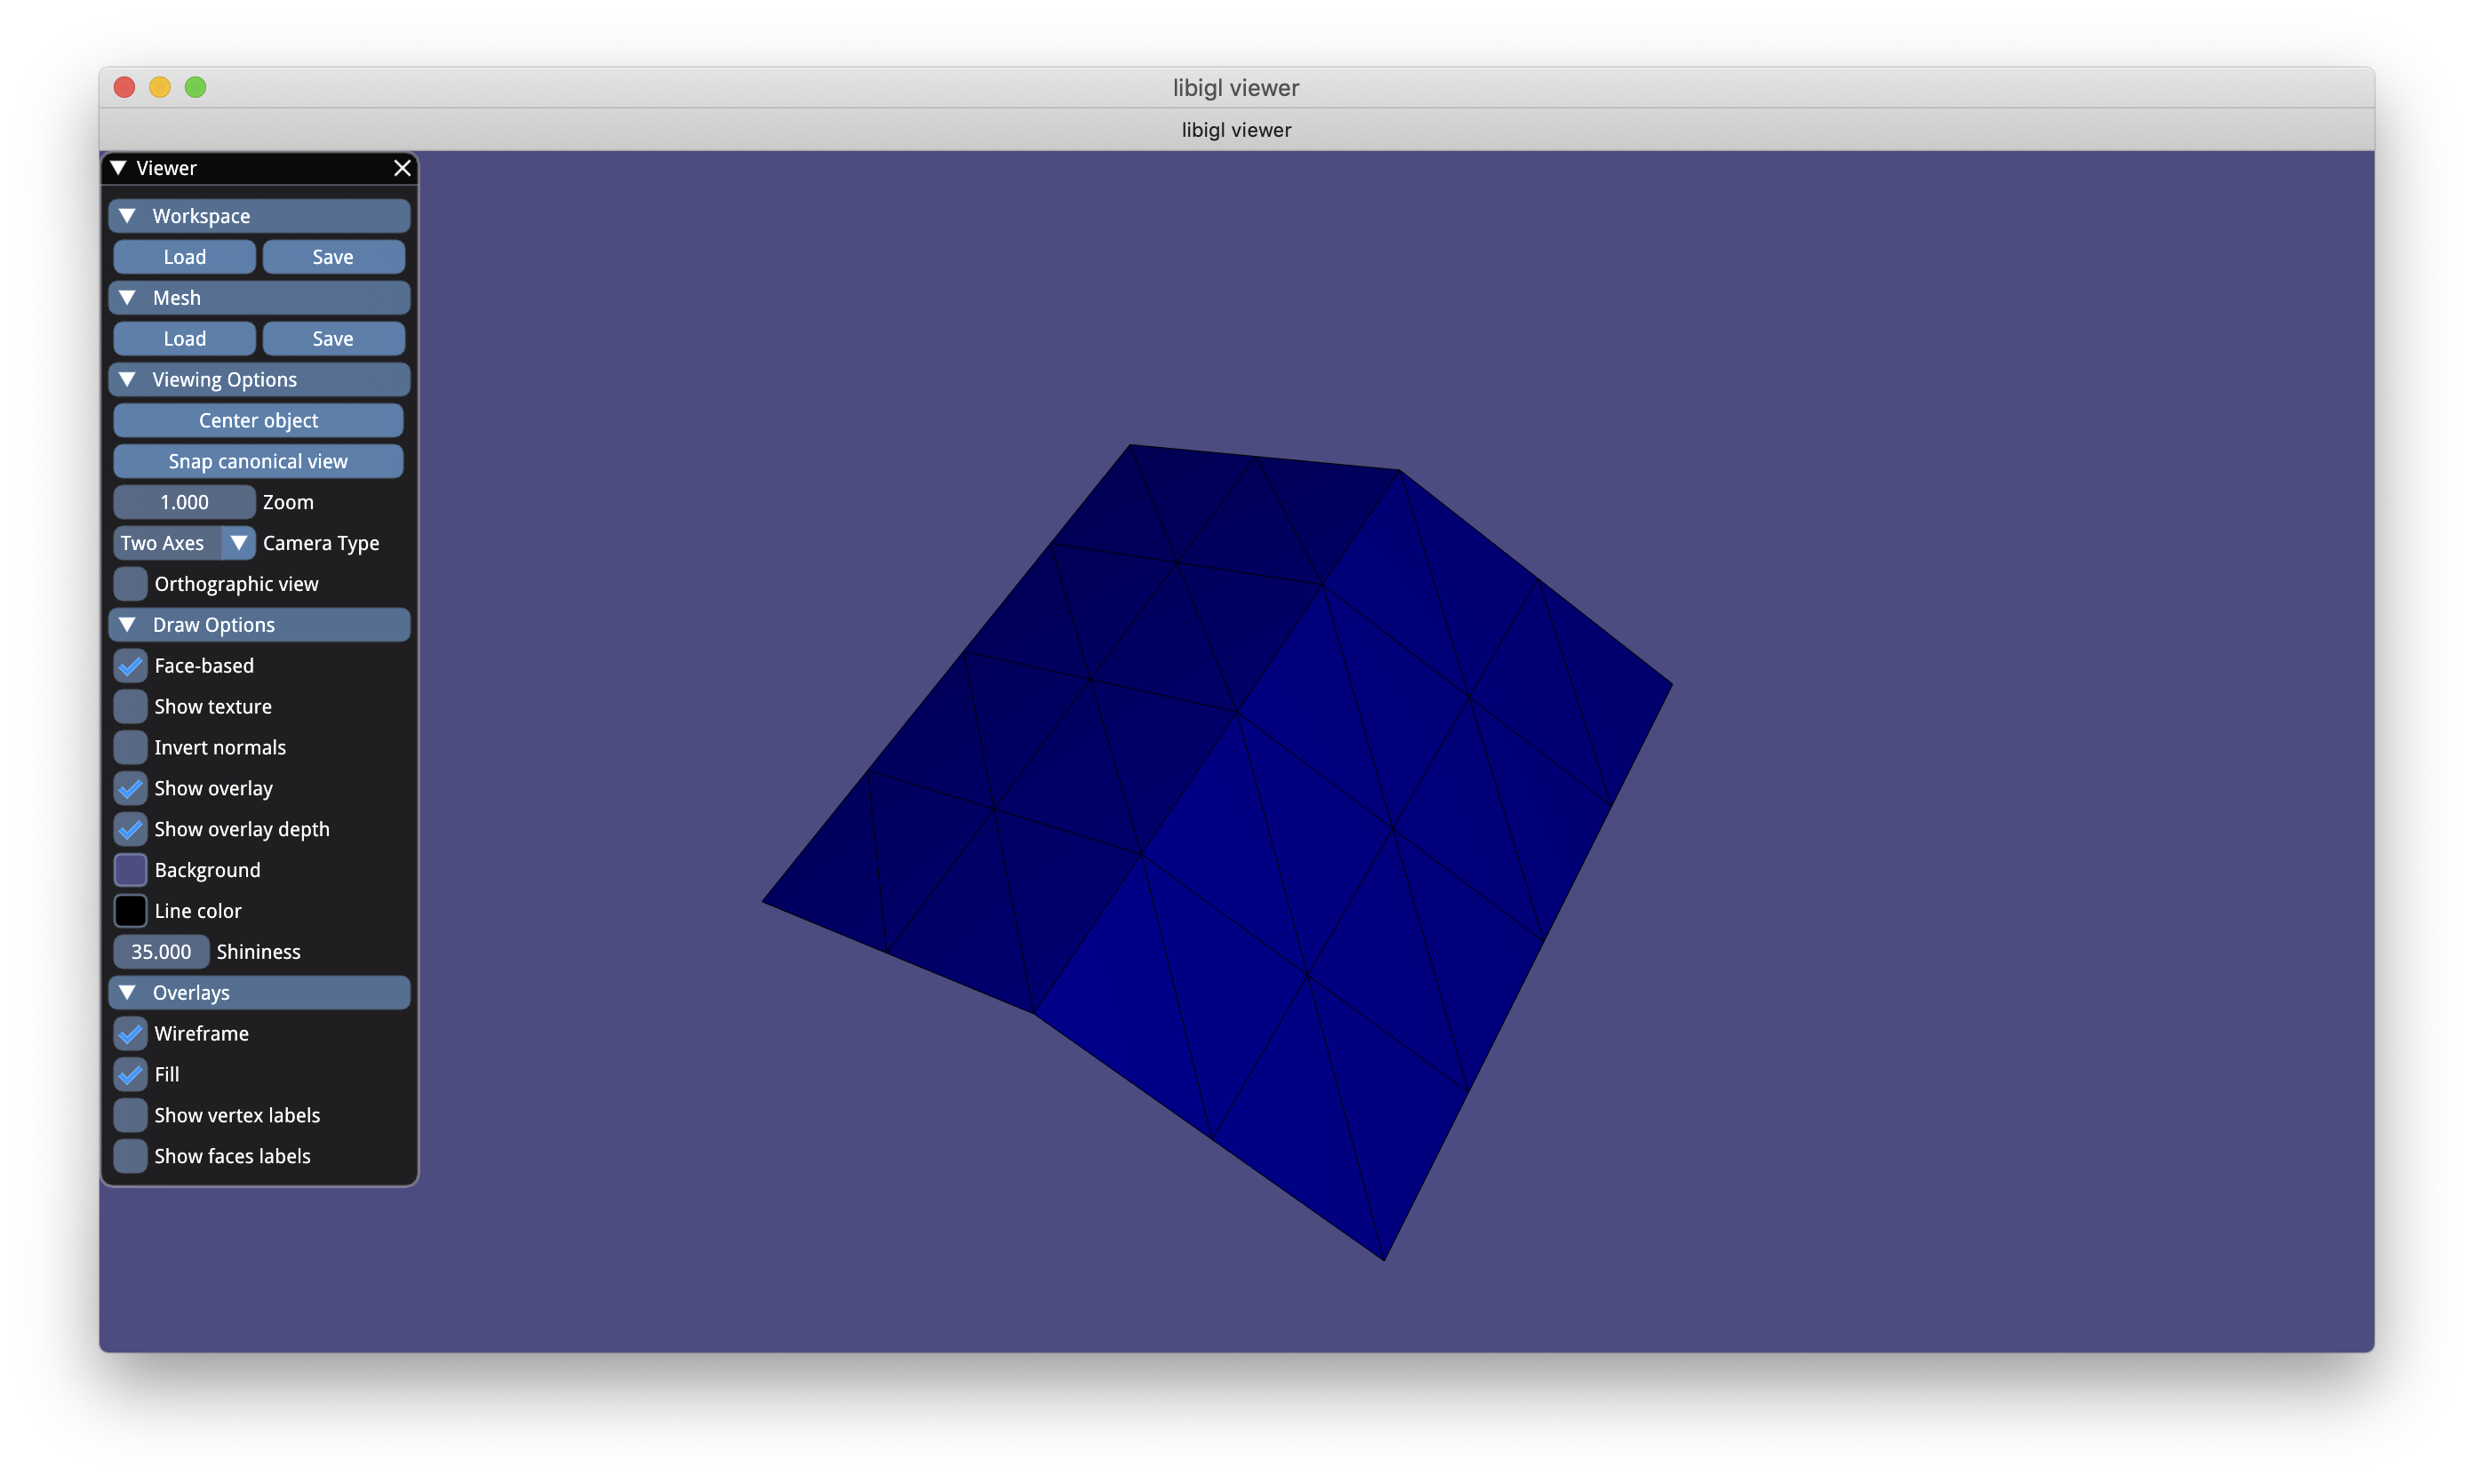 libigl viewer
libigl viewer
Viewer
Workspace
Load Save
Mesh
Load Save
Viewing Options
Center object
Snap canonical view
1.000 Zoom
Two Axes Camera Type
Orthographic view
Draw Options
Face-based
Show texture
Invert normals
Show overlay
Show overlay depth
Background
Line color
35.000 Shininess
Overlays
Wireframe
Fill
Show vertex labels
Show faces labels